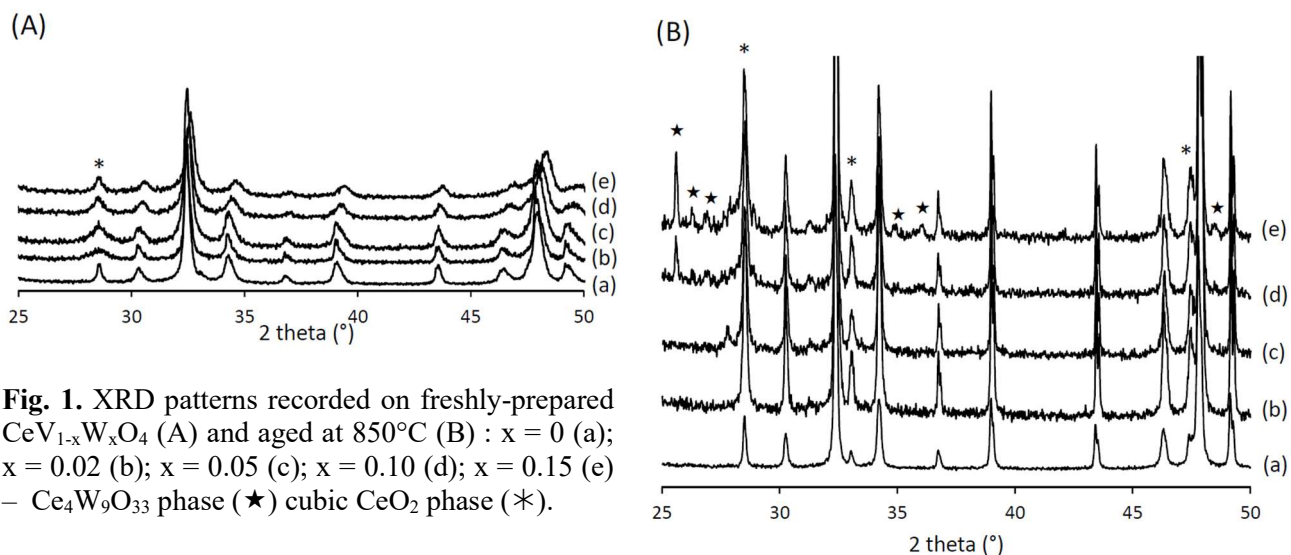 (A)
*
(e)
(d)
(c)
(b)
(a)
25 30 35 40 45 50
2 theta (°)
Fig. 1. XRD patterns recorded on freshly-prepared
CeV1-xWxO4 (A) and aged at 850°C (B) : x = 0 (a);
x = 0.02 (b); x = 0.05 (c); x = 0.10 (d); x = 0.15 (e)
– Ce4W9O33 phase (★) cubic CeO2 phase (*).
(B)
*
★
★ ★
*
★ ★
*
★
(e)
(d)
(c)
(b)
(a)
25 30 35 40 45 50
2 theta (°)